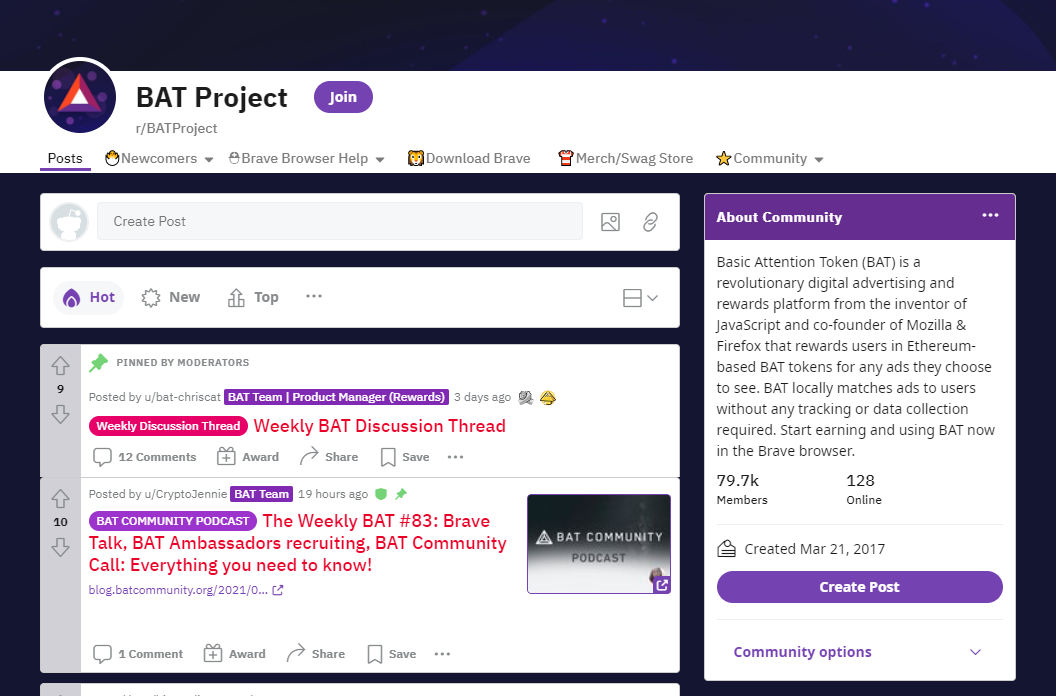 BAT Project
Join
r/BATProject
Posts
Newcomers
Brave Browser Help
Download Brave
Merch/Swag Store
Community
Create Post
Hot
New
Top
PINNED BY MODERATORS
9
Posted by u/bat-chriscat BAT Team | Product Manager (Rewards) 3 days ago
Weekly Discussion Thread Weekly BAT Discussion Thread
12 Comments Award Share Save
Posted by u/CryptoJennie BAT Team 19 hours ago
10
BAT COMMUNITY PODCAST The Weekly BAT #83: Brave
Talk, BAT Ambassadors recruiting, BAT Community
Call: Everything you need to know!
blog.batcommunity.org/2021/0...
BAT COMMUNITY
PODCAST
1 Comment Award Share Save
About Community
Basic Attention Token (BAT) is a
revolutionary digital advertising and
rewards platform from the inventor of
JavaScript and co-founder of Mozilla &
Firefox that rewards users in Ethereum-
based BAT tokens for any ads they choose
to see. BAT locally matches ads to users
without any tracking or data collection
required. Start earning and using BAT now
in the Brave browser.
79.7k 128
Members Online
Created Mar 21, 2017
Create Post
Community options